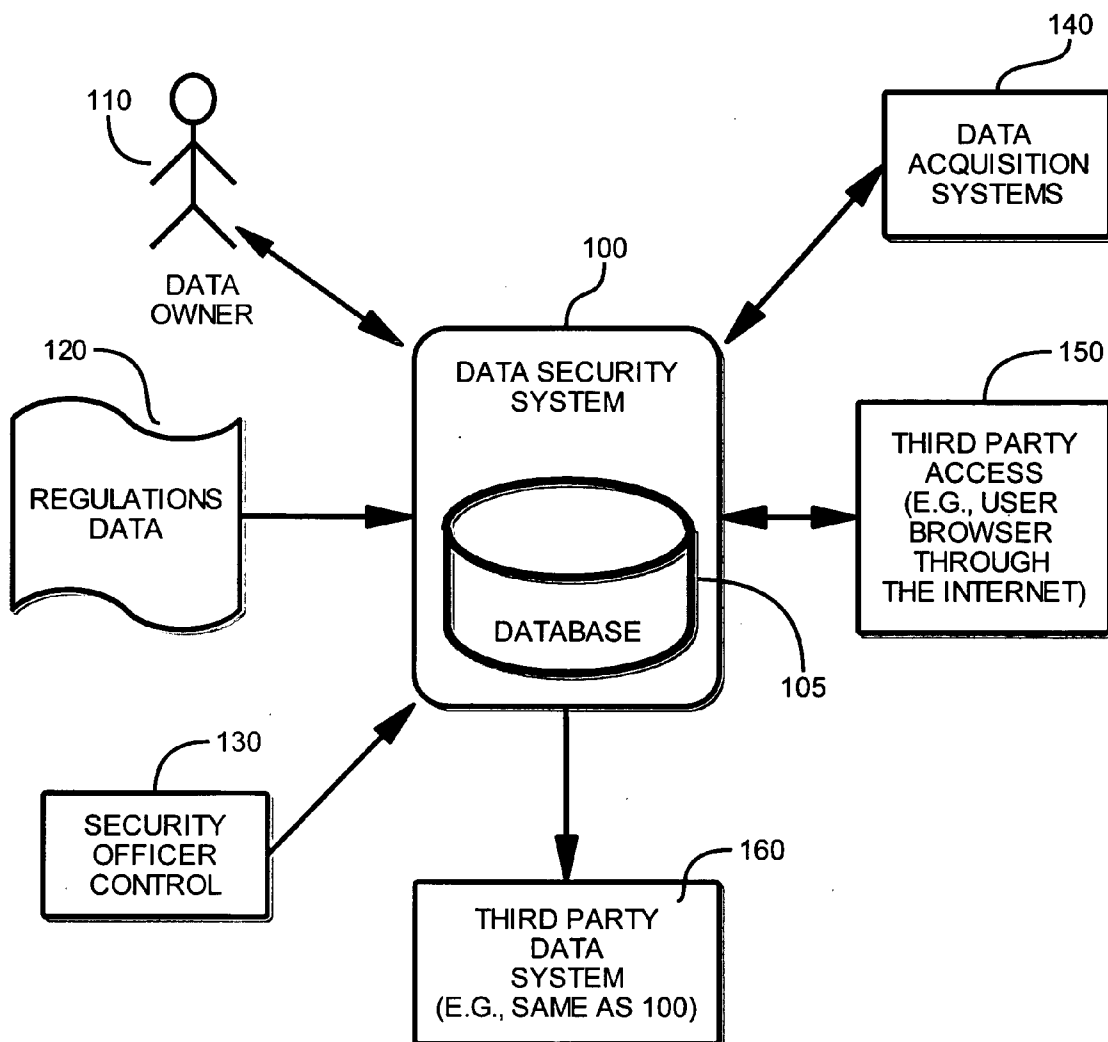 140
110
DATA
ACQUISITION
SYSTEMS
100
DATA
OWNER
120
150
DATA SECURITY
SYSTEM
THIRD PARTY
ACCESS
(E.G., USER
BROWSER
THROUGH
THE INTERNET)
REGULATIONS
DATA
DATABASE
105
130
SECURITY
OFFICER
CONTROL
160
THIRD PARTY
DATA
SYSTEM
(E.G., SAME AS 100)